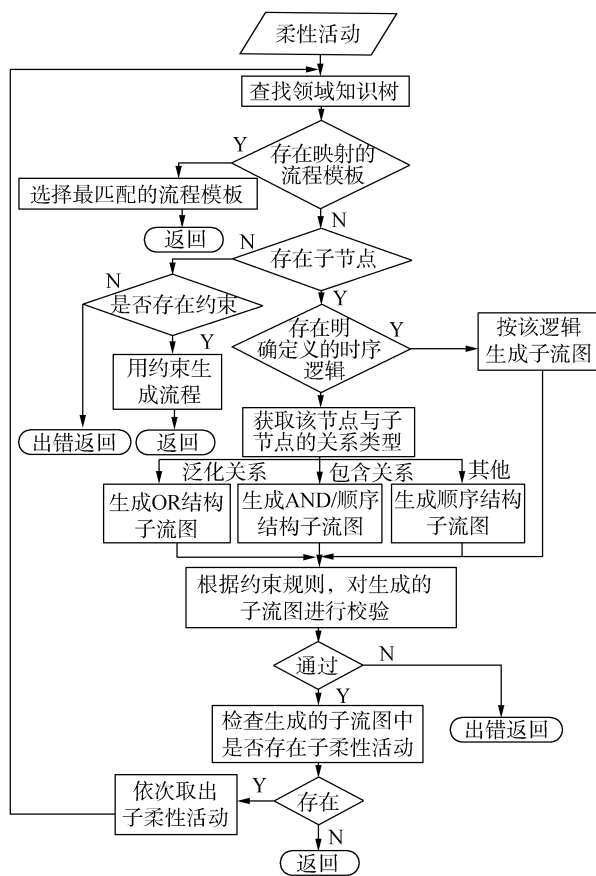 柔性活动
查找领域知识树
Y
存在映射的
流程模板
选择最匹配的流程模板
N
返回
N
存在子节点
N
是否存在约束
Y
Y
存在明
确定义的时序
逻辑
Y
按该逻辑
生成子流图
用约束生
成流程
获取该节点与子
节点的关系类型
出错返回
返回
泛化关系
包含关系
其他
生成OR结构
子流图
生成AND/顺序
结构子流图
生成顺序结构
子流图
根据约束规则，对生成的
子流图进行校验
通过
N
Y
出错返回
检查生成的子流图中
是否存在子柔性活动
依次取出
子柔性活动
Y
存在
N
返回